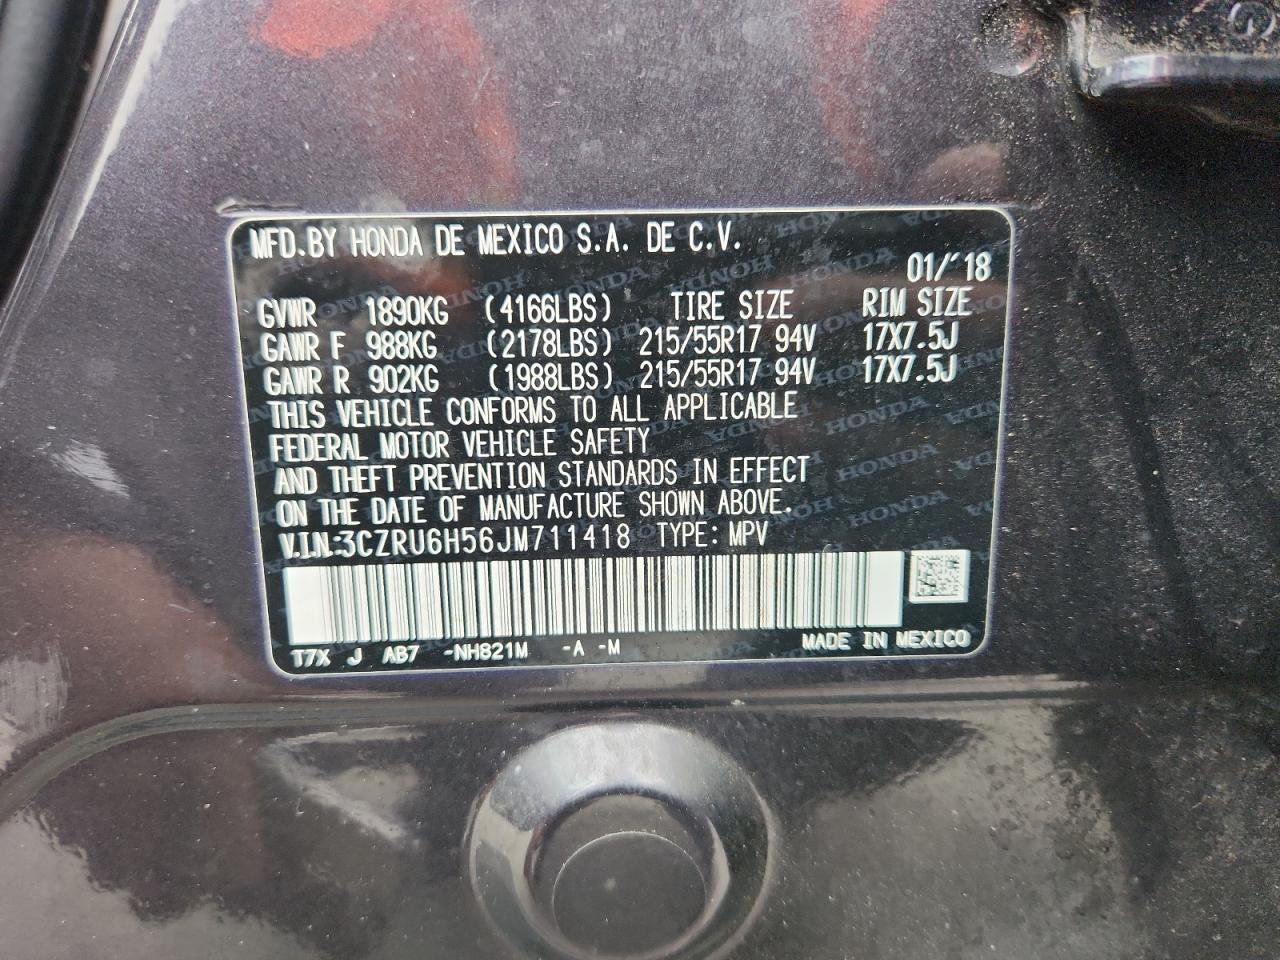 MFD.BY HONDA DE MEXICO S.A. DE C.V.
01/'18
GVWR 1890KG (4166LBS) TIRE SIZE RIM SIZE
GAWR F 988KG (2178LBS) 215/55R17 94V 17X7.5J
GAWR R 902KG (1988LBS) 215/55R17 94V 17X7.5J
THIS VEHICLE CONFORMS TO ALL APPLICABLE
FEDERAL MOTOR VEHICLE SAFETY
AND THEFT PREVENTION STANDARDS IN EFFECT
ON THE DATE OF MANUFACTURE SHOWN ABOVE.
V.I.N:3CZRU6H56JM711418 TYPE: MPV
T7X J AB7 -NH821M -A -M MADE IN MEXICO